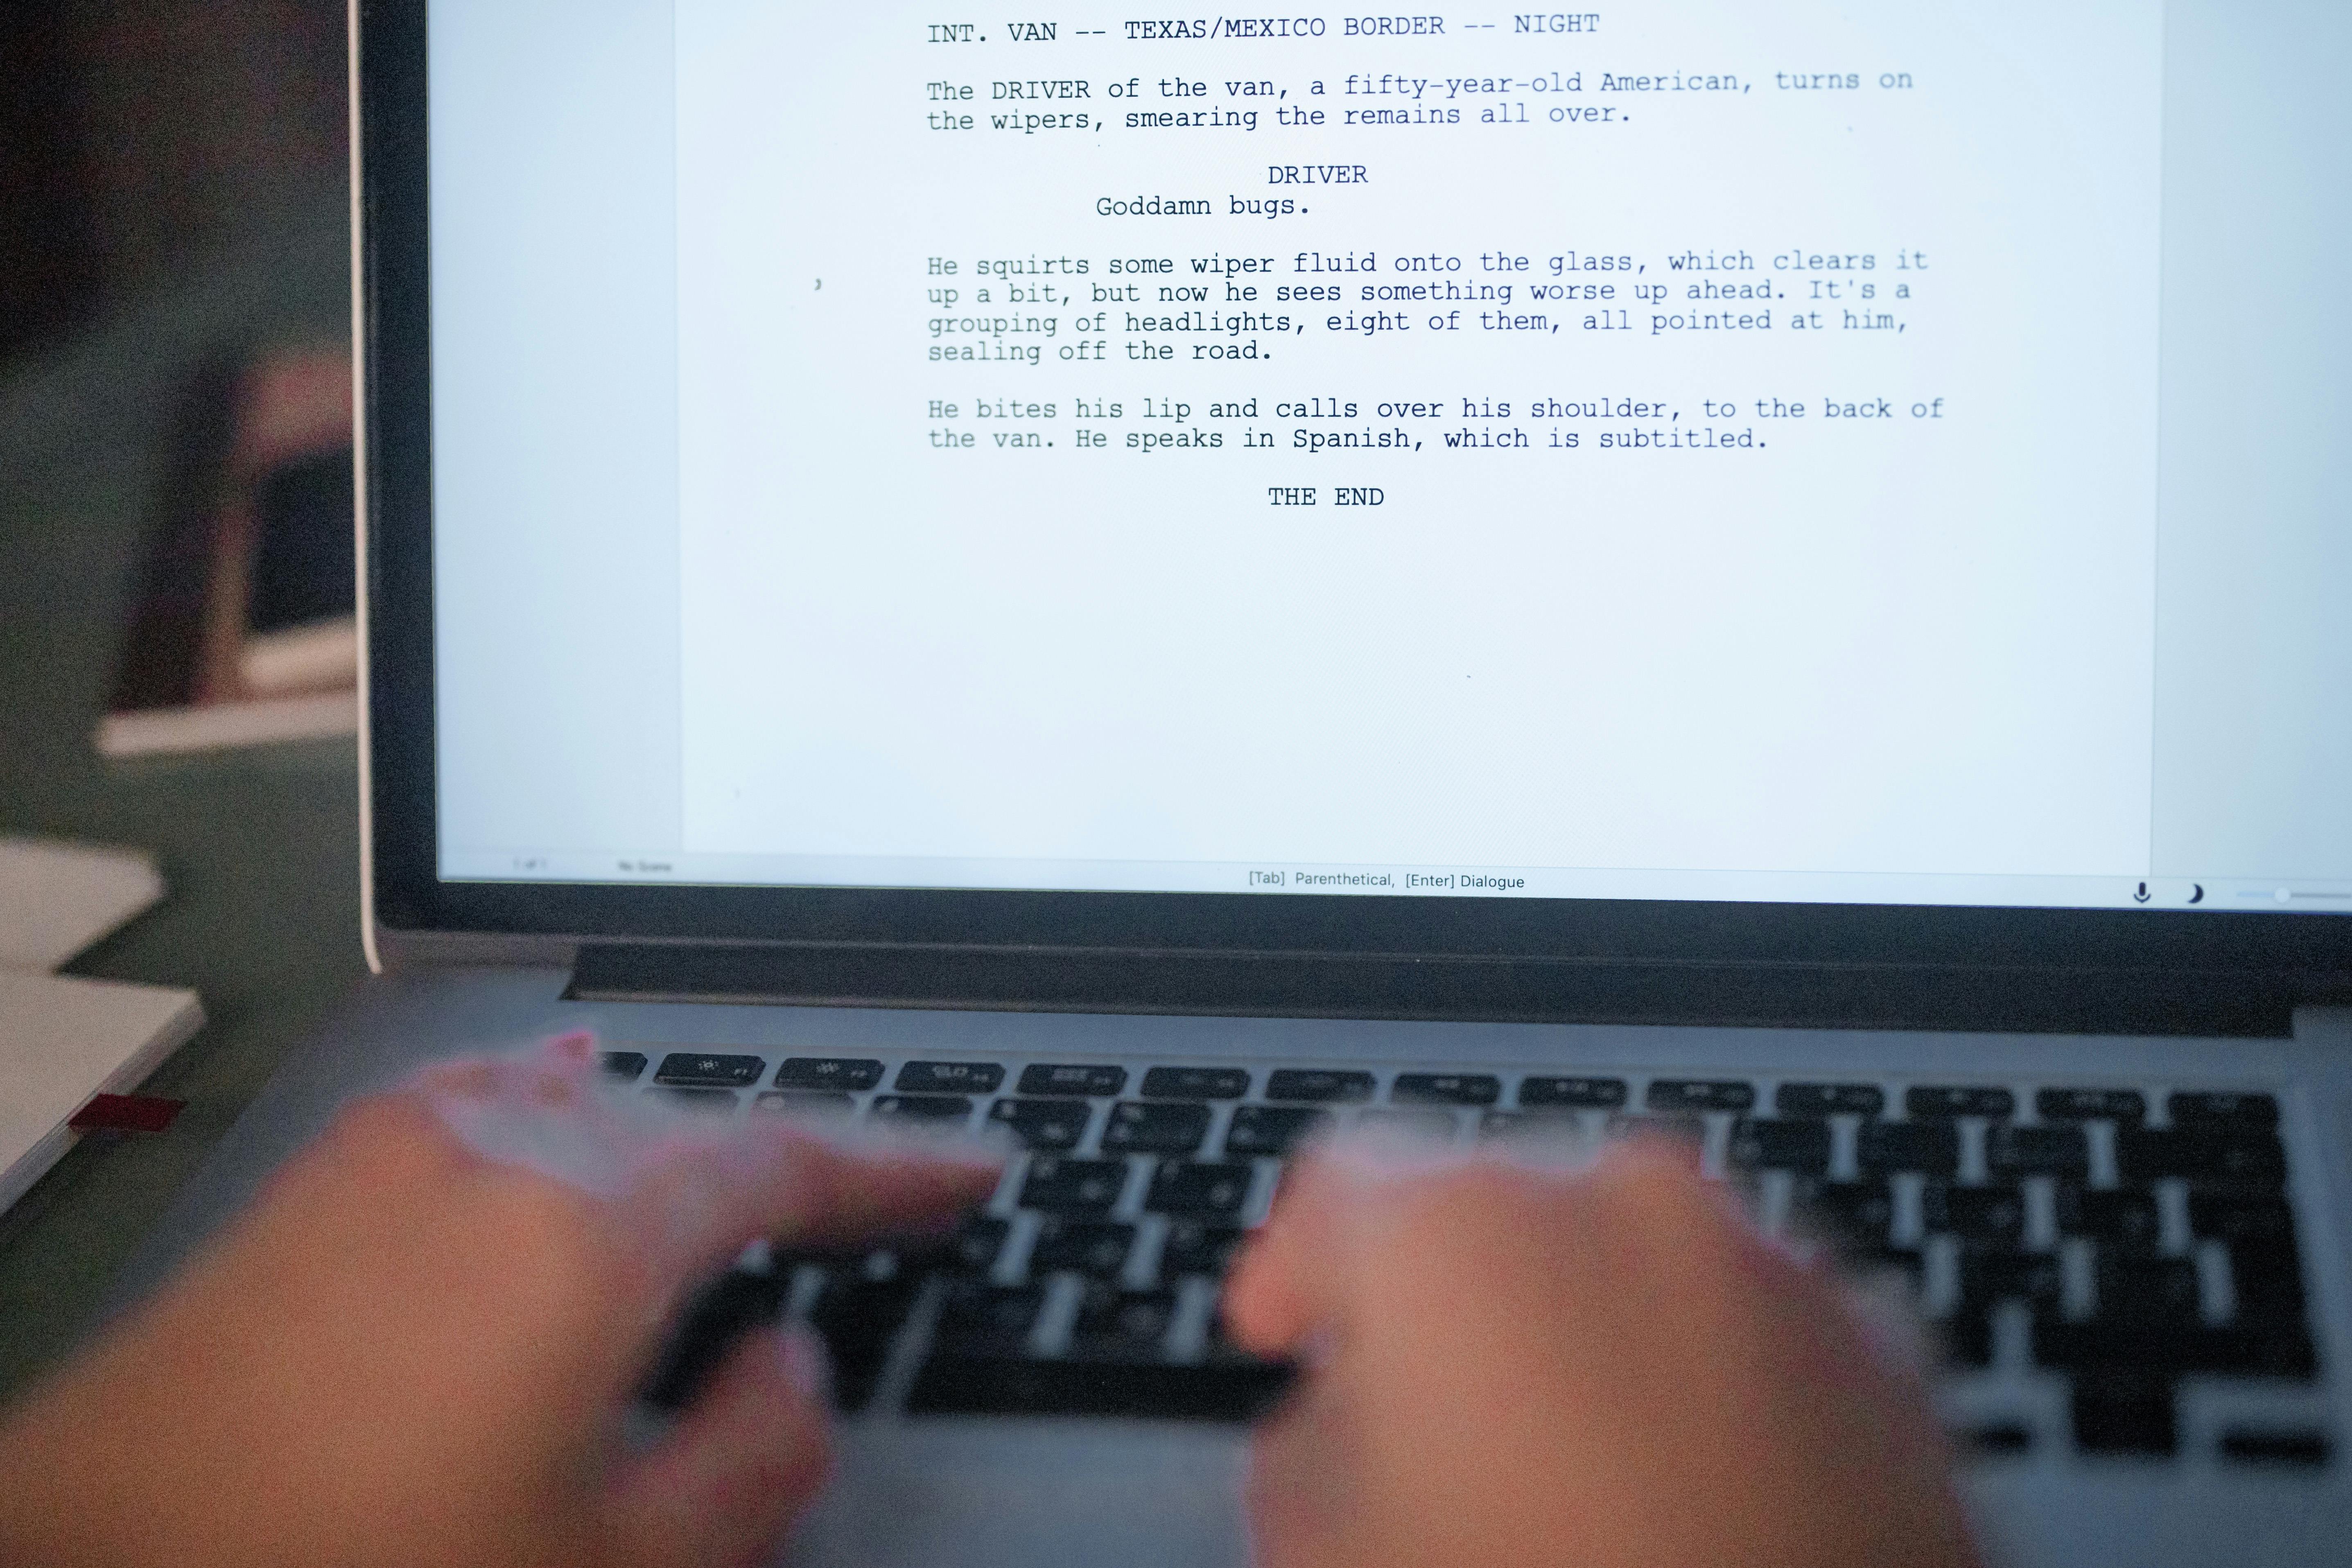 INT. VAN -- TEXAS/MEXICO BORDER -- NIGHT
The DRIVER of the van, a fifty-year-old American, turns on
the wipers, smearing the remains all over.
DRIVER
Goddamn bugs.
He squirts some wiper fluid onto the glass, which clears it
up a bit, but now he sees something worse up ahead. It's a
grouping of headlights, eight of them, all pointed at him,
sealing off the road.
He bites his lip and calls over his shoulder, to the back of
the van. He speaks in Spanish, which is subtitled.
THE END
No Scene
[Tab] Parenthetical, [Enter] Dialogue